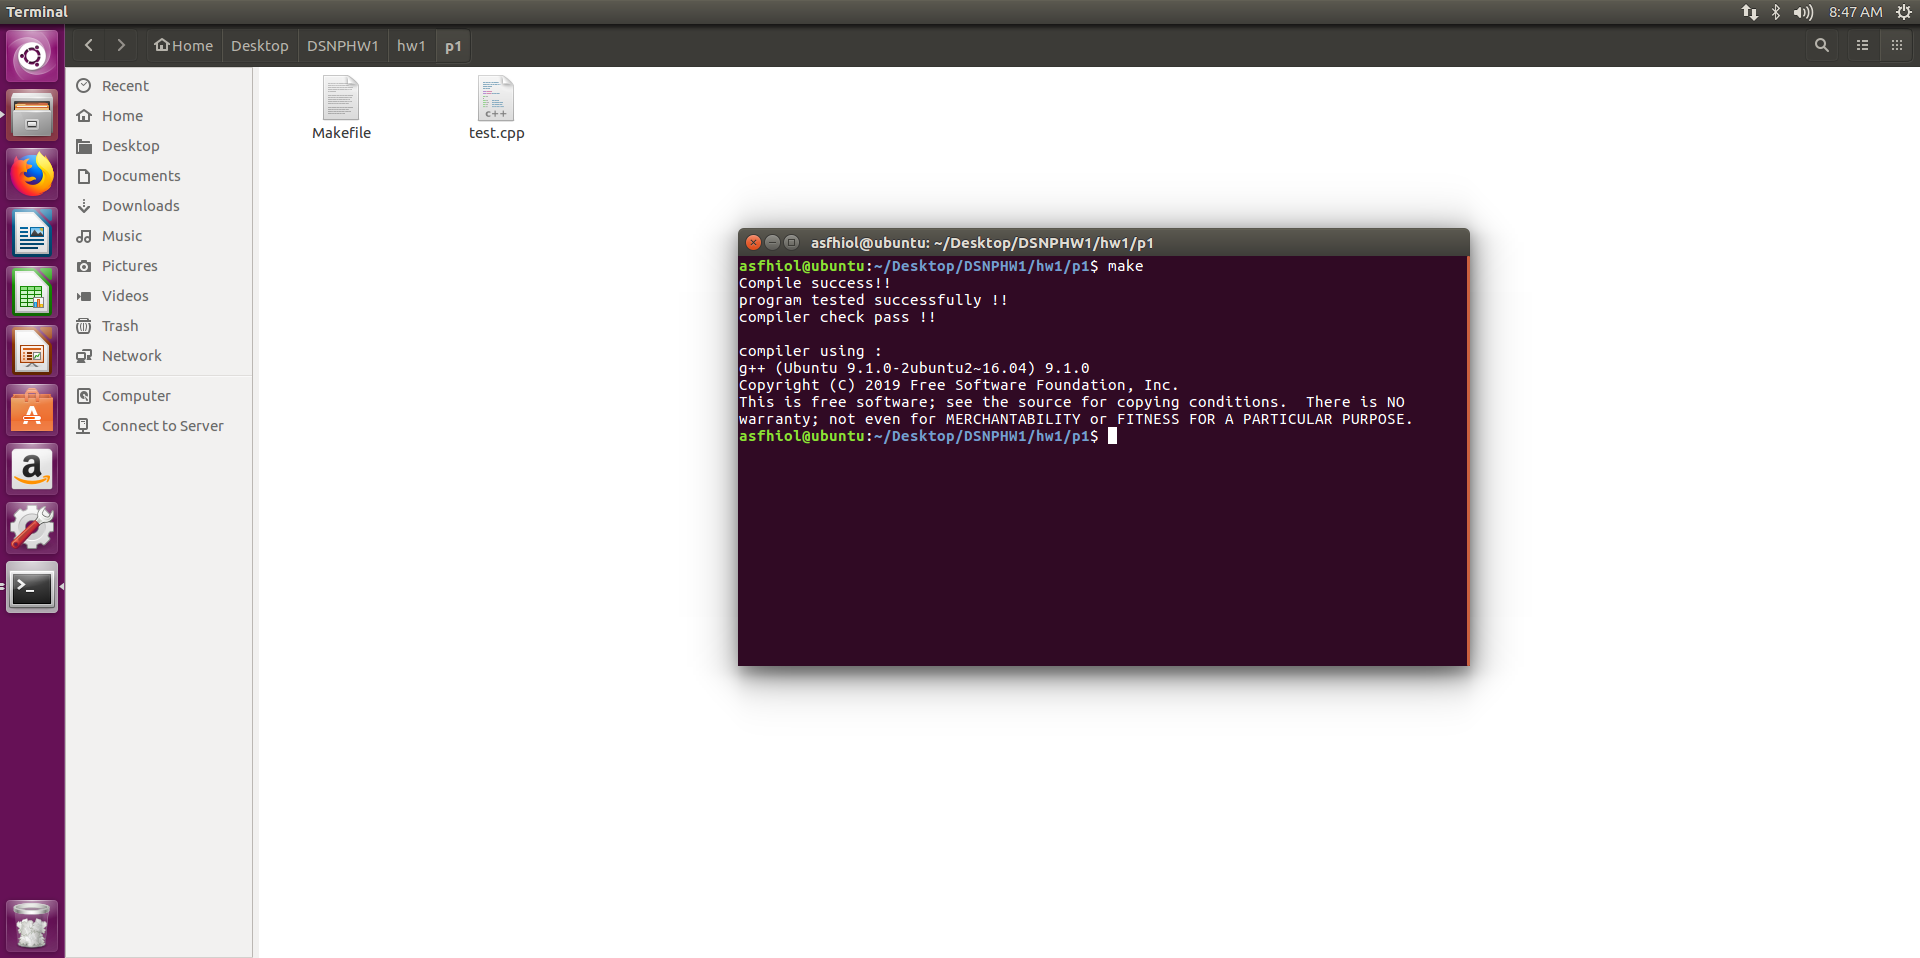 Terminal
8:47 AM
Home Desktop DSNPHW1 hw1 p1
Recent
Home
Desktop
Documents
Downloads
Music
Pictures
Videos
Trash
Network
Computer
Connect to Server
Makefile
c++
test.cpp
asfhiol@ubuntu: ~/Desktop/DSNPHW1/hw1/p1
asfhiol@ubuntu:~/Desktop/DSNPHW1/hw1/p1$ make
Compile success!!
program tested successfully !!
compiler check pass !!
compiler using :
g++ (Ubuntu 9.1.0-2ubuntu2~16.04) 9.1.0
Copyright (C) 2019 Free Software Foundation, Inc.
This is free software; see the source for copying conditions.  There is NO
warranty; not even for MERCHANTABILITY or FITNESS FOR A PARTICULAR PURPOSE.
asfhiol@ubuntu:~/Desktop/DSNPHW1/hw1/p1$